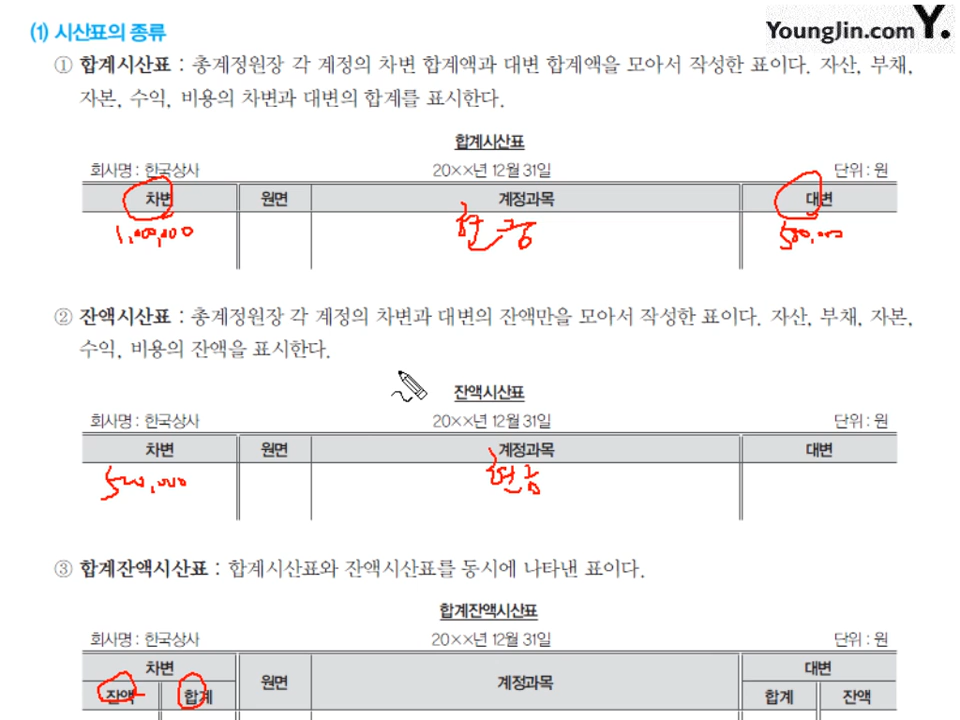 (1) 시산표의 종류
Younglin.com Y.
① 합계시산표 : 총계정원장 각 계정의 차변 합계액과 대변 합계액을 모아서 작성한 표이다. 자산, 부채,
자본, 수익, 비용의 차변과 대변의 합계를 표시한다.
합계시산표
회사명 : 한국상사 20××년 12월 31일 단위 : 원
차변 원면 계정과목 대변
1,000,000 현금 500,000
② 잔액시산표 : 총계정원장 각 계정의 차변과 대변의 잔액만을 모아서 작성한 표이다. 자산, 부채, 자본,
수익, 비용의 잔액을 표시한다.
잔액시산표
회사명 : 한국상사 20××년 12월 31일 단위 : 원
차변 원면 계정과목 대변
500,000 현금
③ 합계잔액시산표 : 합계시산표와 잔액시산표를 동시에 나타낸 표이다.
합계잔액시산표
회사명 : 한국상사 20××년 12월 31일 단위 : 원
차변 원면 계정과목 대변
잔액 합계 합계 잔액